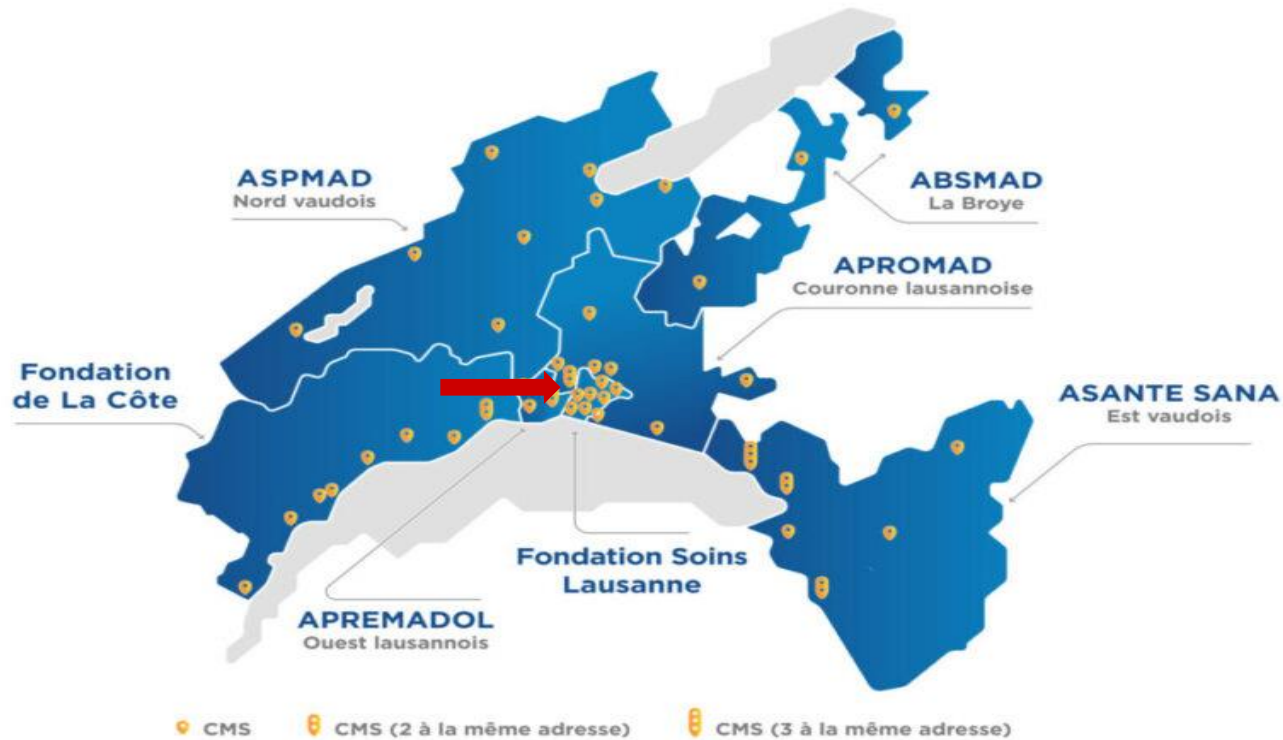 ASPMAD
Nord vaudois
ABSMAD
La Broye
APROMAD
Couronne lausannoise
Fondation
de La Côte
ASANTE SANA
Est vaudois
Fondation Soins
Lausanne
APREMADOL
Ouest lausannois
CMS
CMS (2 à la même adresse)
CMS (3 à la même adresse)